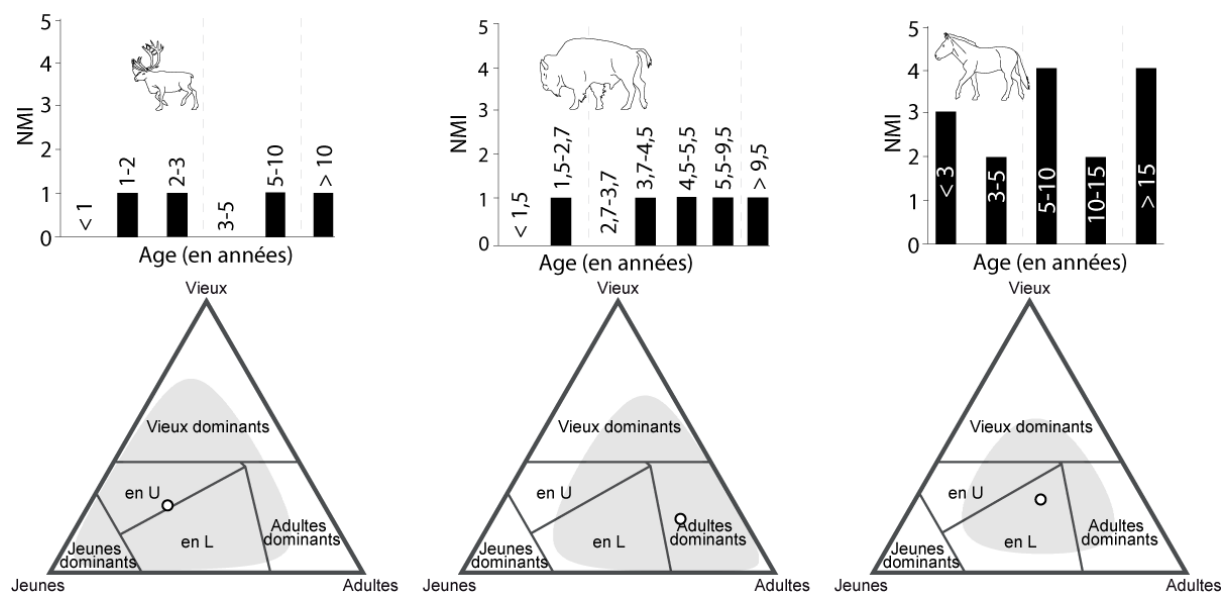 5
4
3
2
1
0
NMI
< 1
1-2
2-3
3-5
5-10
> 10
Age (en années)
5
4
3
2
1
0
NMI
< 1,5
1,5-2,7
2,7-3,7
3,7-4,5
4,5-5,5
5,5-9,5
> 9,5
Age (en années)
5
4
3
2
1
0
NMI
< 3
3-5
5-10
10-15
> 15
Age (en années)
Vieux
Vieux dominants
en U
en L
Jeunes
dominants
Adultes
dominants
Jeunes
Adultes
Vieux
Vieux dominants
en U
en L
Jeunes
dominants
Adultes
dominants
Jeunes
Adultes
Vieux
Vieux dominants
en U
en L
Jeunes
dominants
Adultes
dominants
Jeunes
Adultes